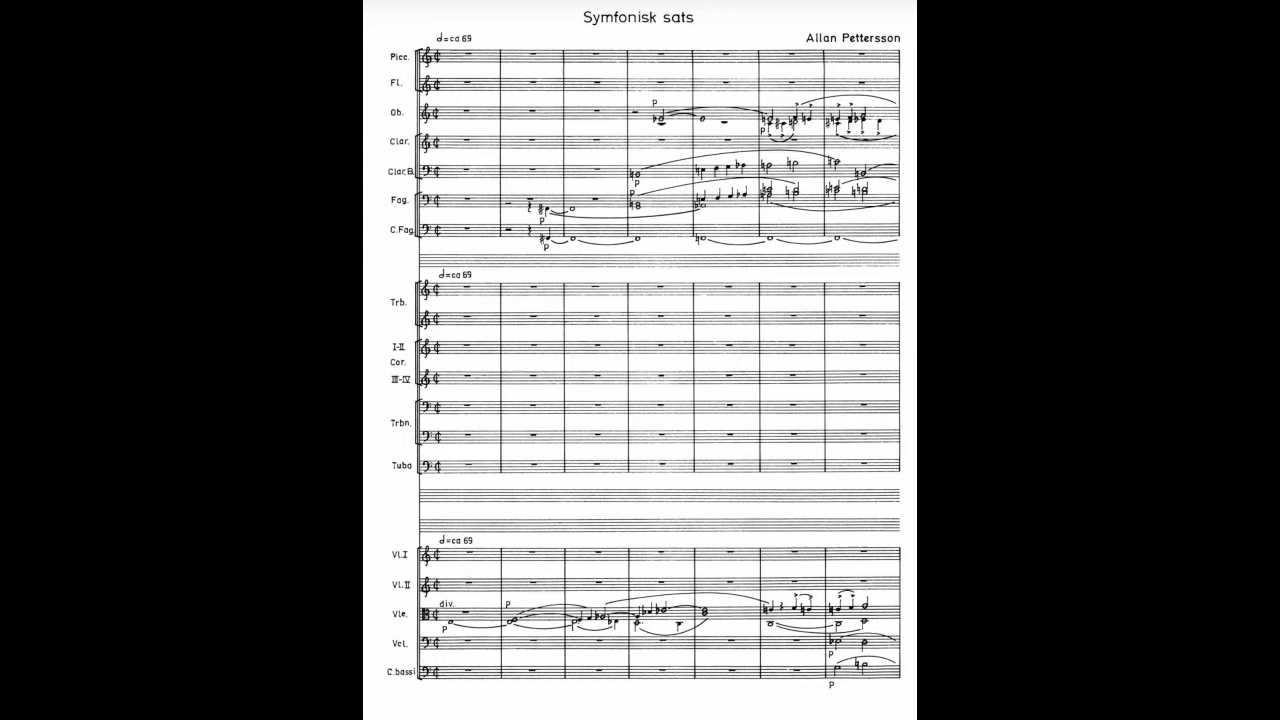 Symfonisk sats
Allan Pettersson
𝅗𝅥=ca 69
Picc.
Fl.
p
Ob.
p
Clar.
Clar.B.
p
p
Fag.
p
C.Fag.
p
𝅗𝅥=ca 69
Trb.
I-II
Cor.
III-IV
Trbn.
Tuba
𝅗𝅥=ca 69
Vl.I
Vl.II
div.
p
Vle.
p
Vcl.
p
C.bassi
p